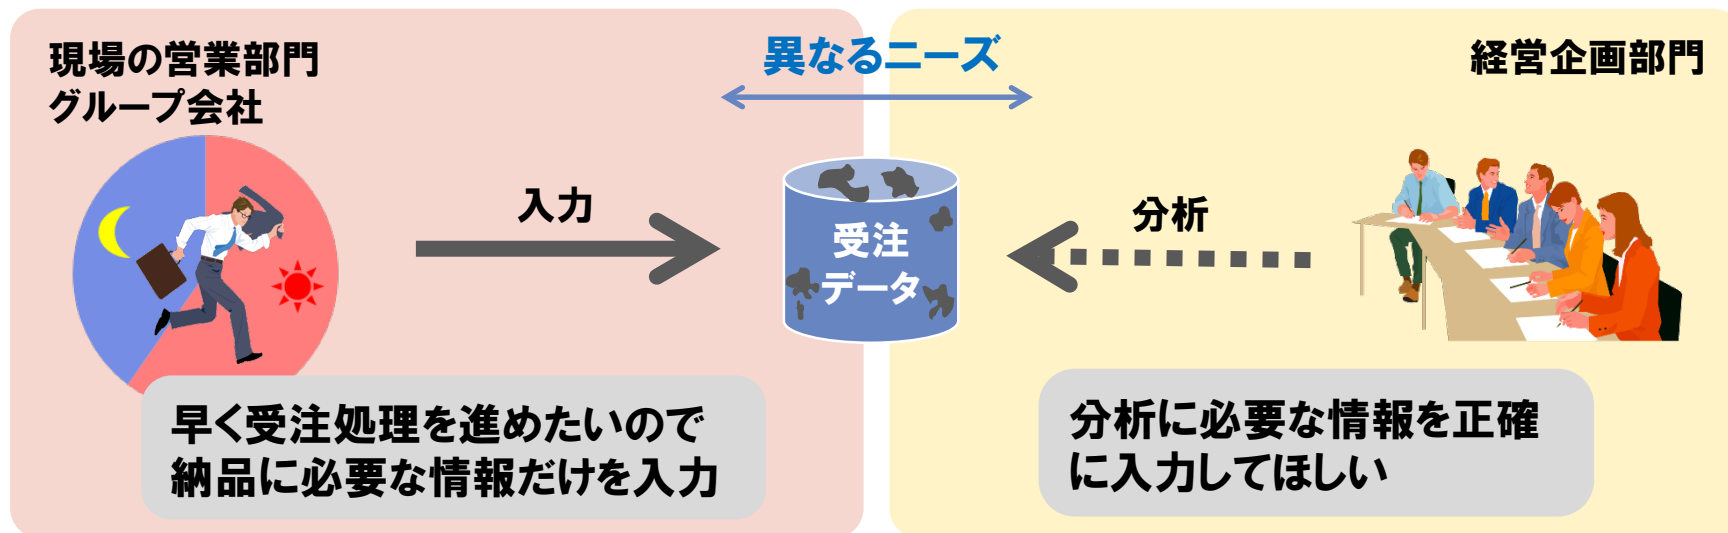 現場の営業部門
グループ会社
異なるニーズ
経営企画部門
入力
受注
データ
分析
早く受注処理を進めたいので
納品に必要な情報だけを入力
分析に必要な情報を正確
に入力してほしい